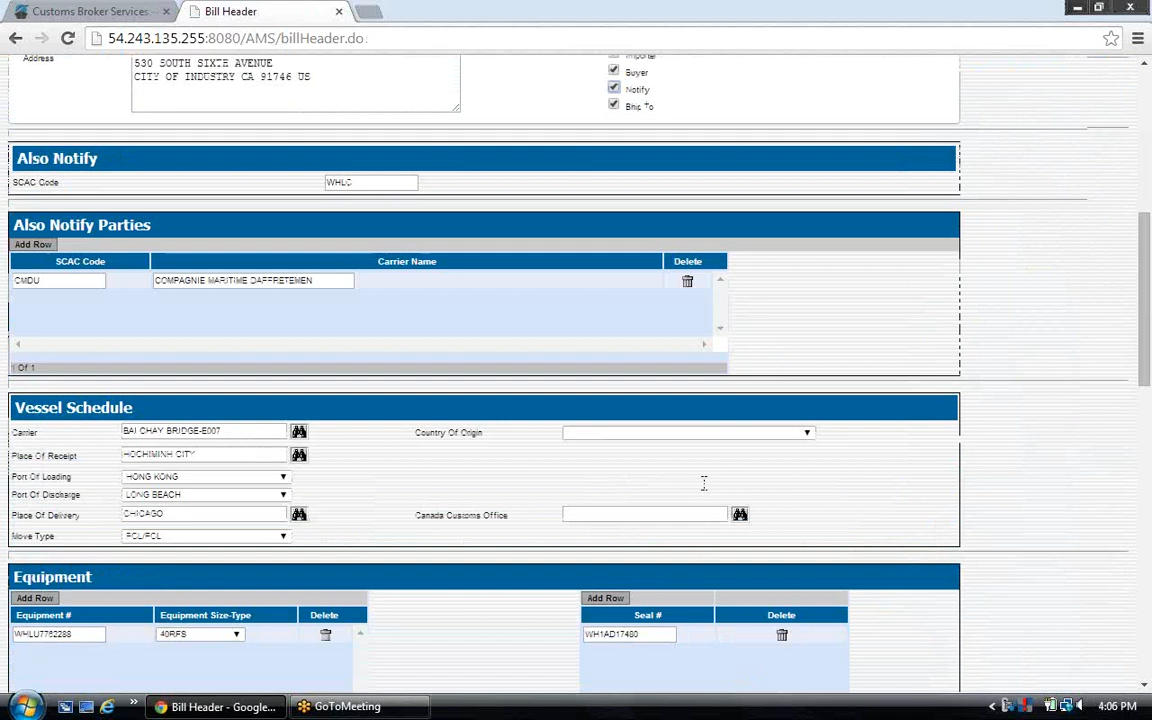 Customs Broker Services
Bill Header
54.243.135.255:8080/AMS/billHeader.do
Address
530 SOUTH SIXTH AVENUE
CITY OF INDUSTRY CA 91746 US
Importer
Buyer
Notify
Ship To
Also Notify
SCAC Code
WHLC
Also Notify Parties
Add Row
SCAC Code Carrier Name Delete
CMDU COMPAGNIE MARITIME DAFFRETEMEN
1 Of 1
Vessel Schedule
Carrier BAI CHAY BRIDGE-E007 Country Of Origin
Place Of Receipt HOCHIMINH CITY
Port Of Loading HONG KONG
Port Of Discharge LONG BEACH
Place Of Delivery CHICAGO Canada Customs Office
Move Type FCL/FCL
Equipment
Add Row Add Row
Equipment # Equipment Size-Type Delete Seal # Delete
WHLU7762288 40RFS WH1AD17480
Bill Header - Google...
GoToMeeting
4:06 PM